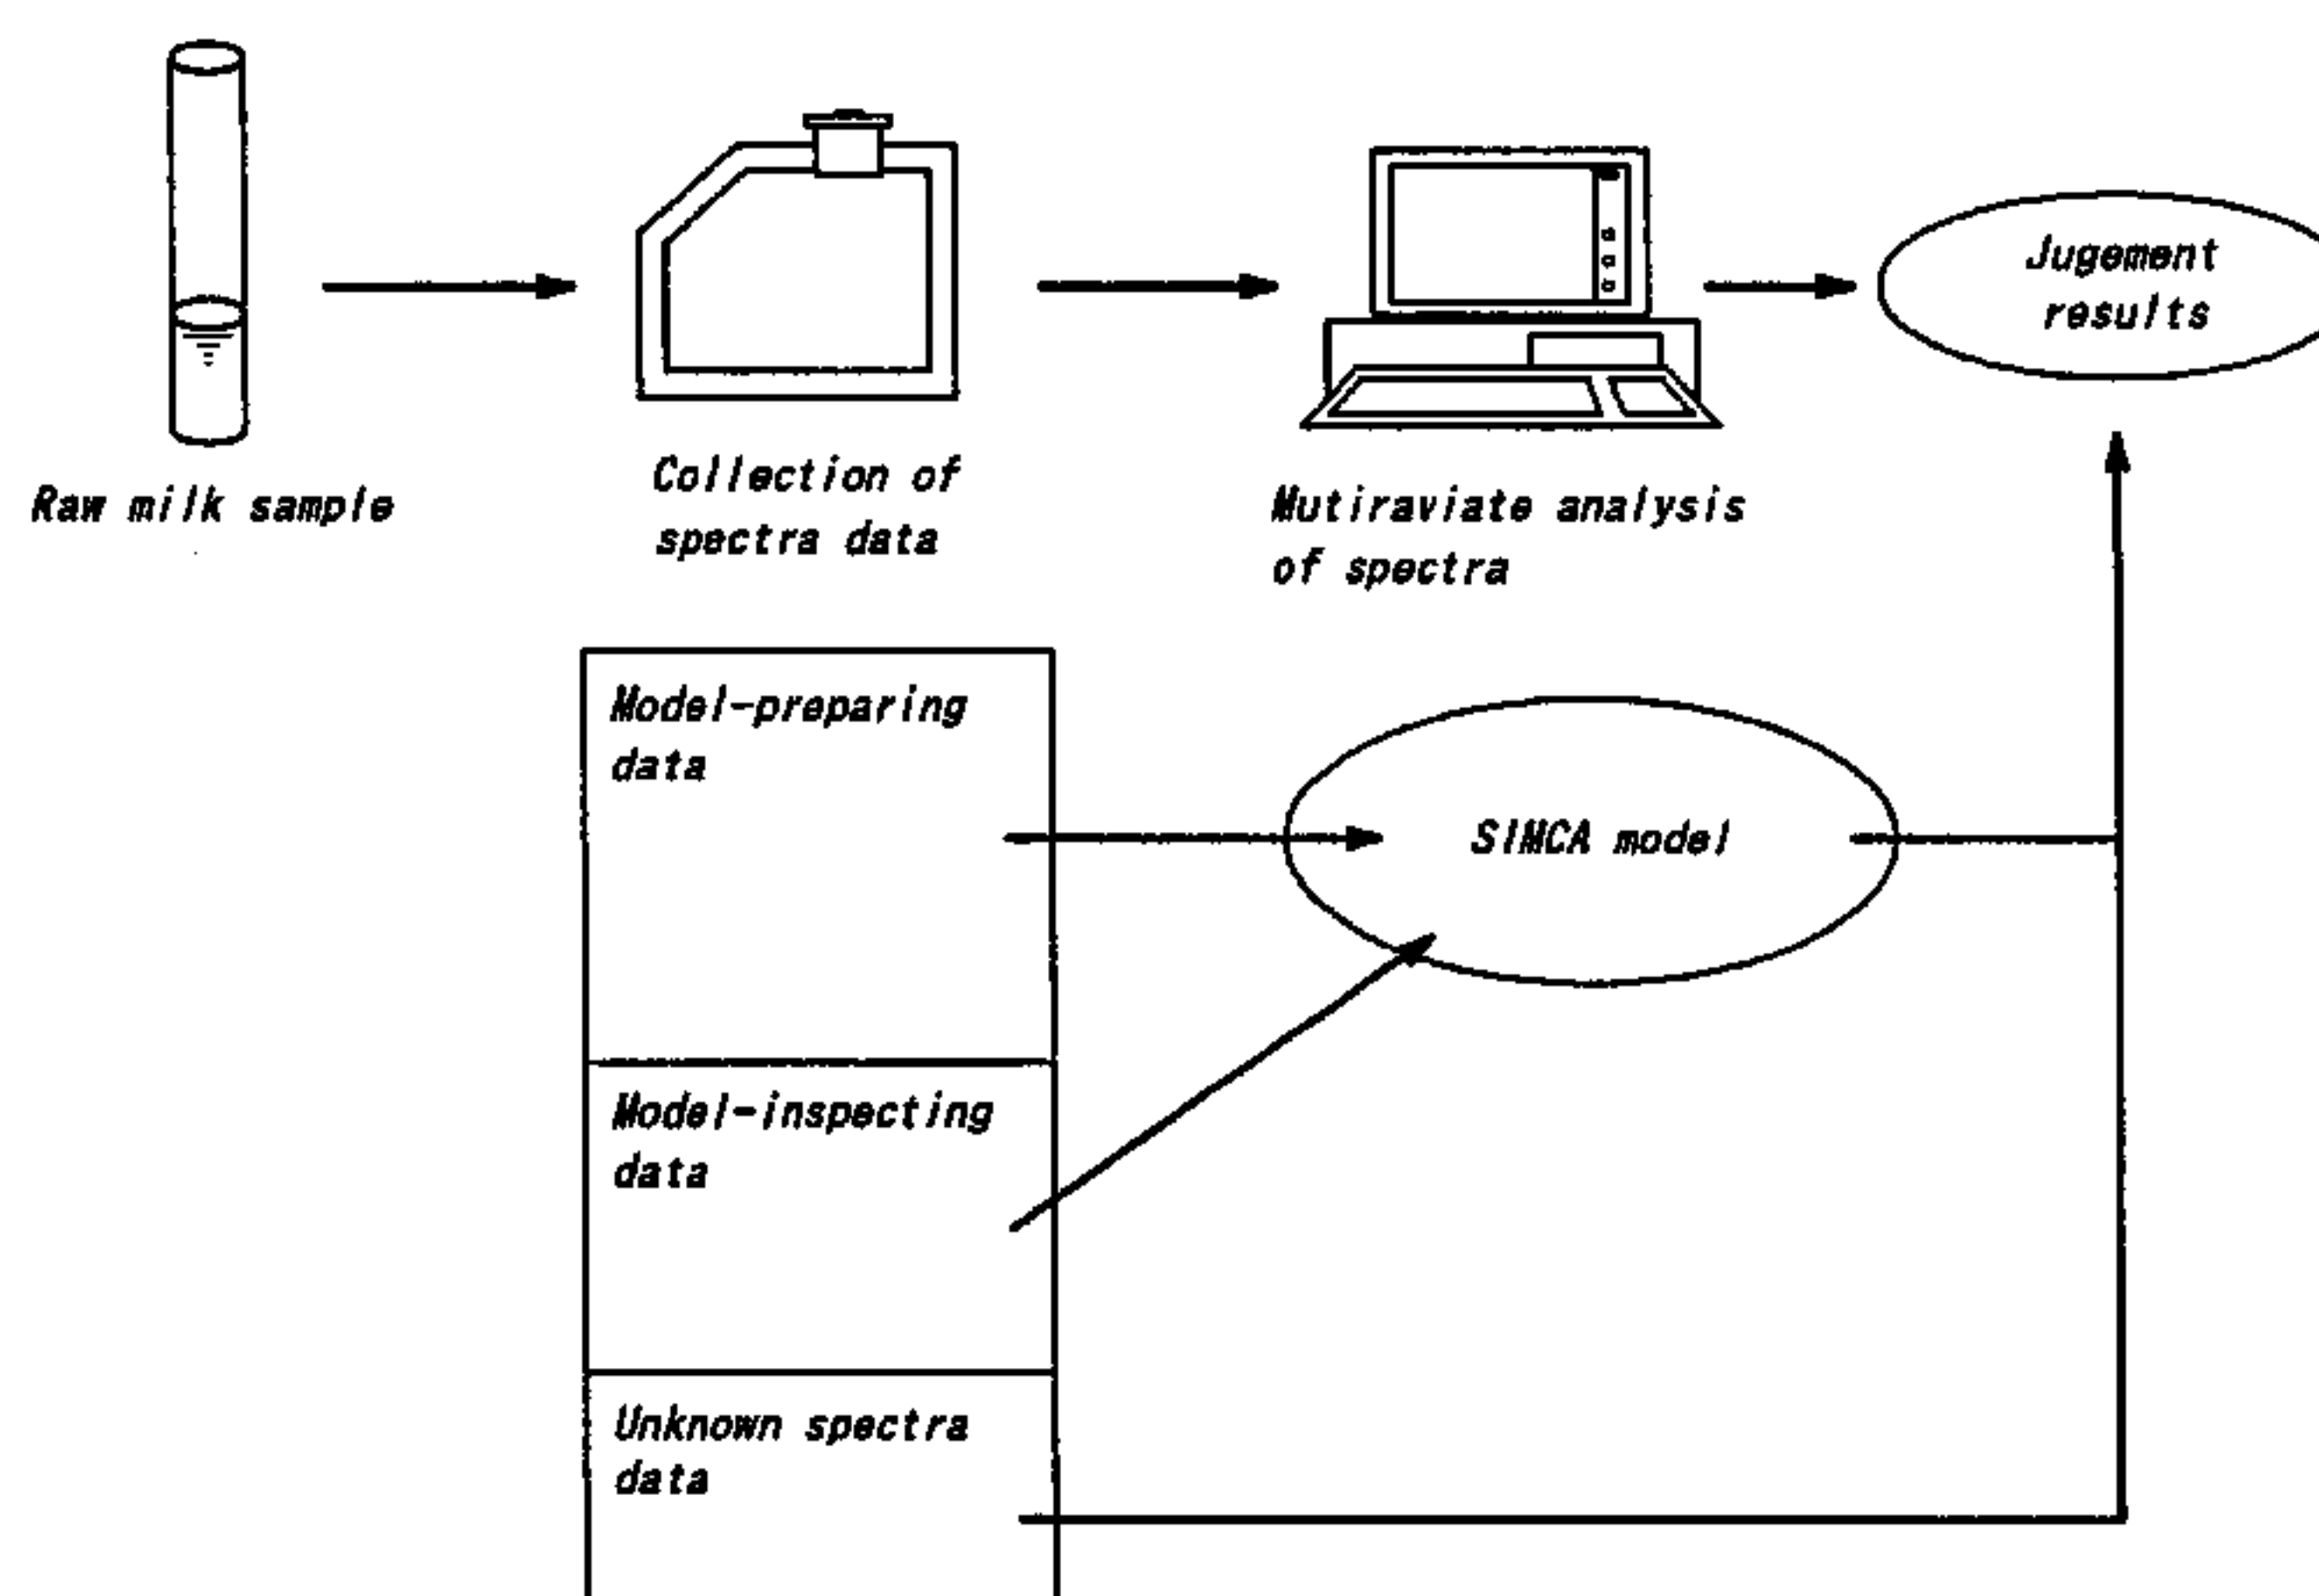 Jugement
results
Raw milk sample
Collection of
spectra data
Mutiraviate analysis
of spectra
Model-preparing
data
SIMCA model
Model-inspecting
data
Unknown spectra
data